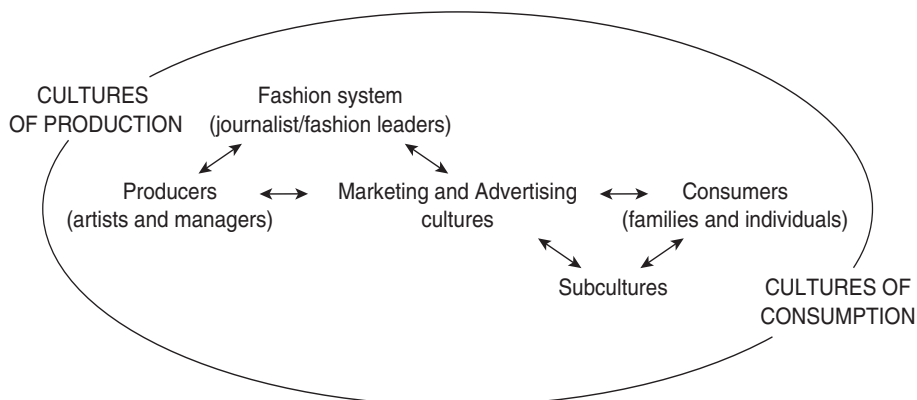 CULTURES
OF PRODUCTION
Fashion system
(journalist/fashion leaders)
Producers
(artists and managers)
Marketing and Advertising
cultures
Consumers
(families and individuals)
Subcultures
CULTURES OF
CONSUMPTION